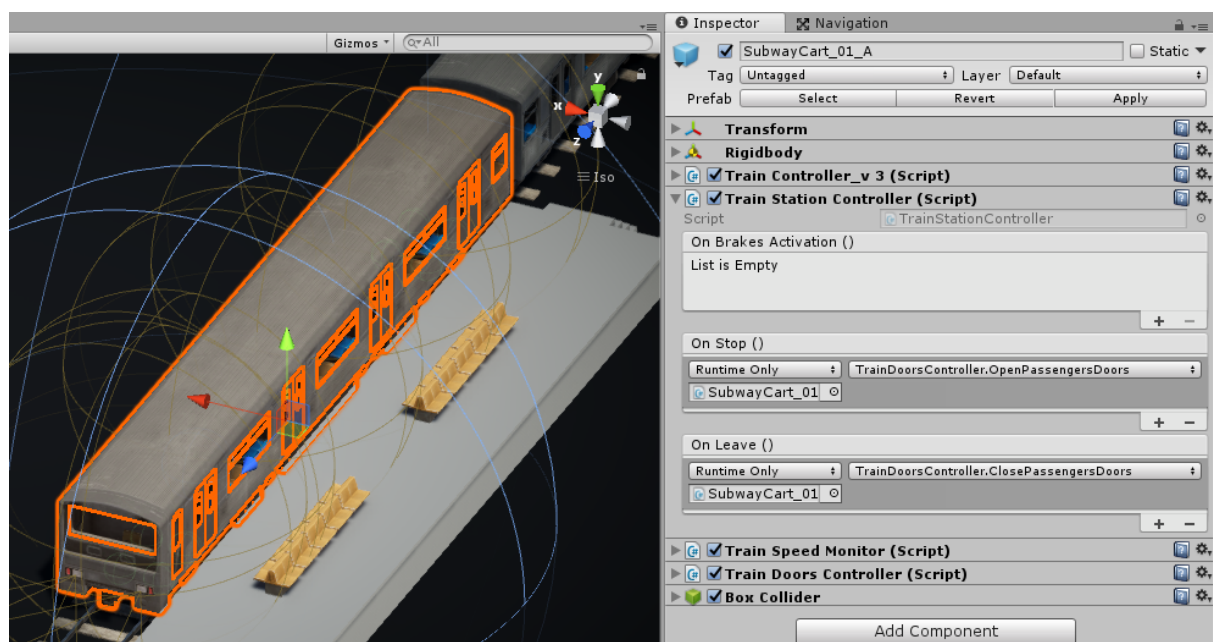 Gizmos All
y
x
z
Iso
Inspector Navigation
SubwayCart_01_A Static
Tag Untagged Layer Default
Prefab Select Revert Apply
Transform
Rigidbody
Train Controller_v 3 (Script)
Train Station Controller (Script)
Script TrainStationController
On Brakes Activation ()
List is Empty
+ −
On Stop ()
Runtime Only TrainDoorsController.OpenPassengersDoors
SubwayCart_01
+ −
On Leave ()
Runtime Only TrainDoorsController.ClosePassengersDoors
SubwayCart_01
+ −
Train Speed Monitor (Script)
Train Doors Controller (Script)
Box Collider
Add Component